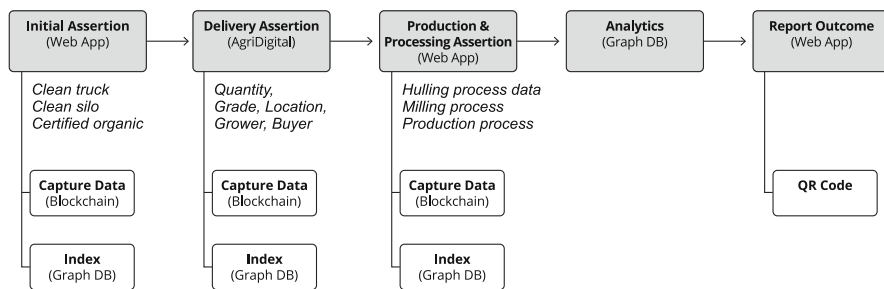 Initial Assertion
(Web App)
Delivery Assertion
(AgriDigital)
Production &
Processing Assertion
(Web App)
Analytics
(Graph DB)
Report Outcome
(Web App)
Clean truck
Clean silo
Certified organic
Quantity,
Grade, Location,
Grower, Buyer
Hulling process data
Milling process
Production process
Capture Data
(Blockchain)
Capture Data
(Blockchain)
Capture Data
(Blockchain)
QR Code
Index
(Graph DB)
Index
(Graph DB)
Index
(Graph DB)